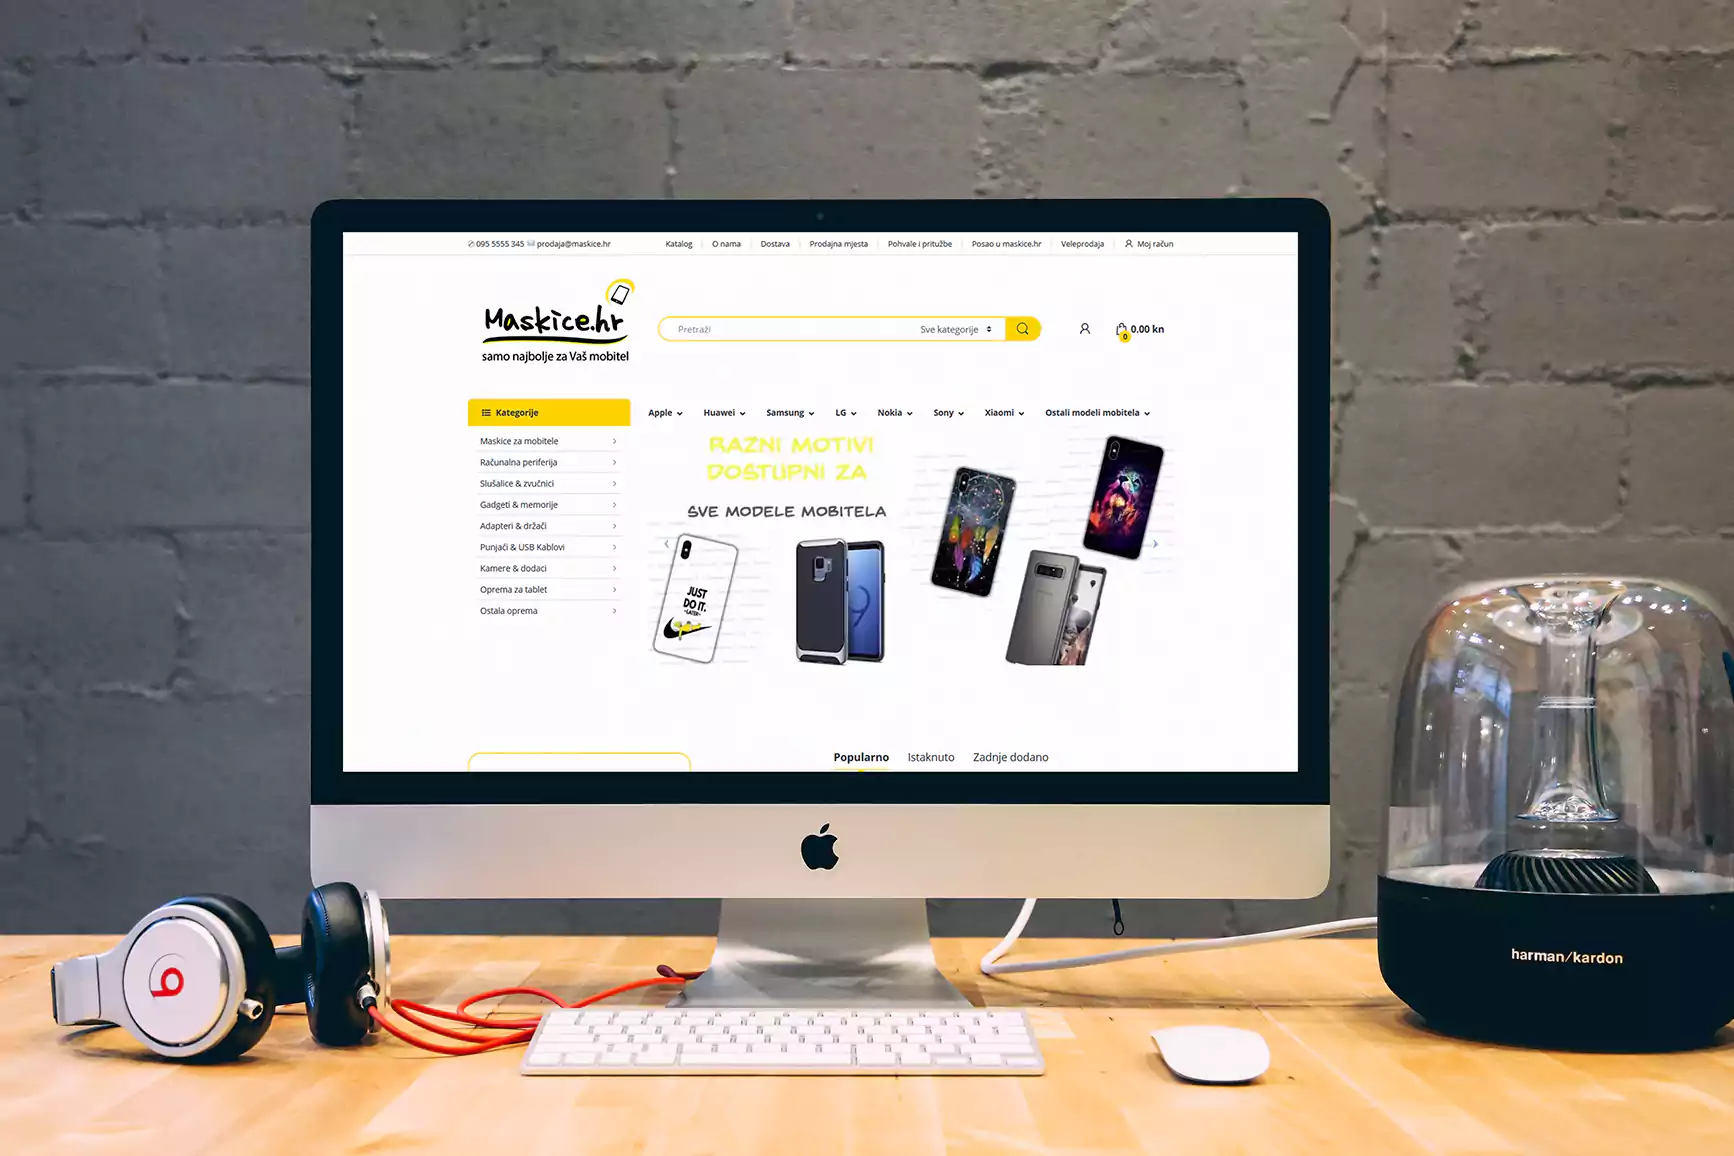 095 5555 345 prodaja@maskice.hr
Katalog O nama Dostava Prodajna mjesta Pohvale i pritužbe Posao u maskice.hr Veleprodaja Moj račun
Maskice.hr
samo najbolje za Vaš mobitel
Pretraži Sve kategorije
0 0.00 kn
Kategorije
Apple Huawei Samsung LG Nokia Sony Xiaomi Ostali modeli mobitela
Maskice za mobitele
Računalna periferija
Slušalice & zvučnici
Gadgeti & memorije
Adapteri & držači
Punjači & USB Kablovi
Kamere & dodaci
Oprema za tablet
Ostala oprema
RAZNI MOTIVI
DOSTUPNI ZA
SVE MODELE MOBITELA
JUST
DO IT.
-LATER-
Popularno Istaknuto Zadnje dodano
b
harman/kardon